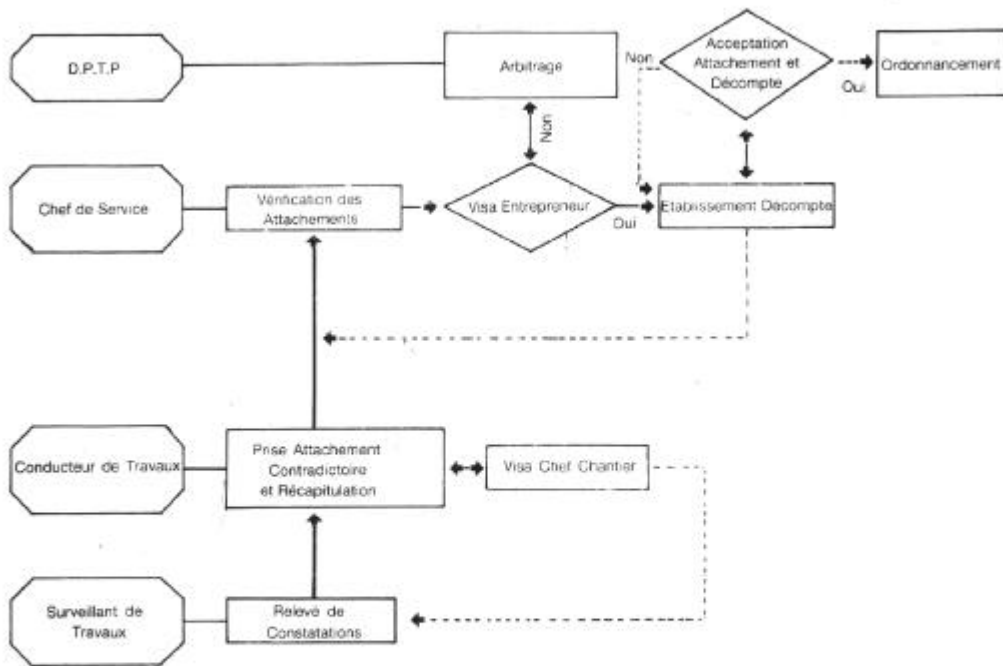 D.P.T.P
Arbitrage
Non
Acceptation
Attachement et
Décompte
Oui
Ordonnancement
Non
Chef de Service
Vérification des
Attachements
Visa Entrepreneur
Oui
Etablissement Décompte
Conducteur de Travaux
Prise Attachement
Contradictoire
et Récapitulation
Visa Chef Chantier
Surveillant de
Travaux
Relevé de
Constatations